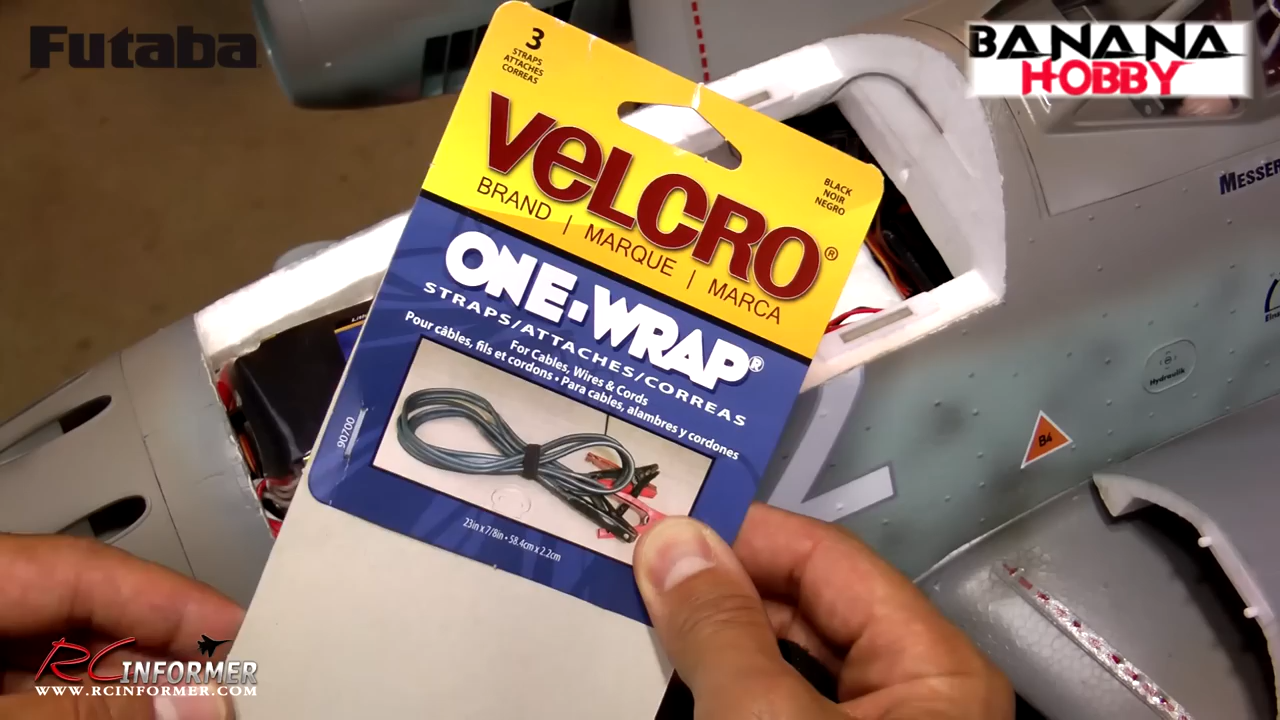 Futaba
BANANA
HOBBY
3
STRAPS
ATTACHES
CORREAS
VELCRO®
BRAND | MARQUE | MARCA
BLACK
NOIR
NEGRO
ONE-WRAP®
STRAPS/ATTACHES/CORREAS
For Cables, Wires & Cords
Pour câbles, fils et cordons • Para cables, alambres y cordones
90700
23in x 7/8in • 58.4cm x 2.2cm
MESSER
Hydraulik
B4
2
RC INFORMER
WWW.RCINFORMER.COM